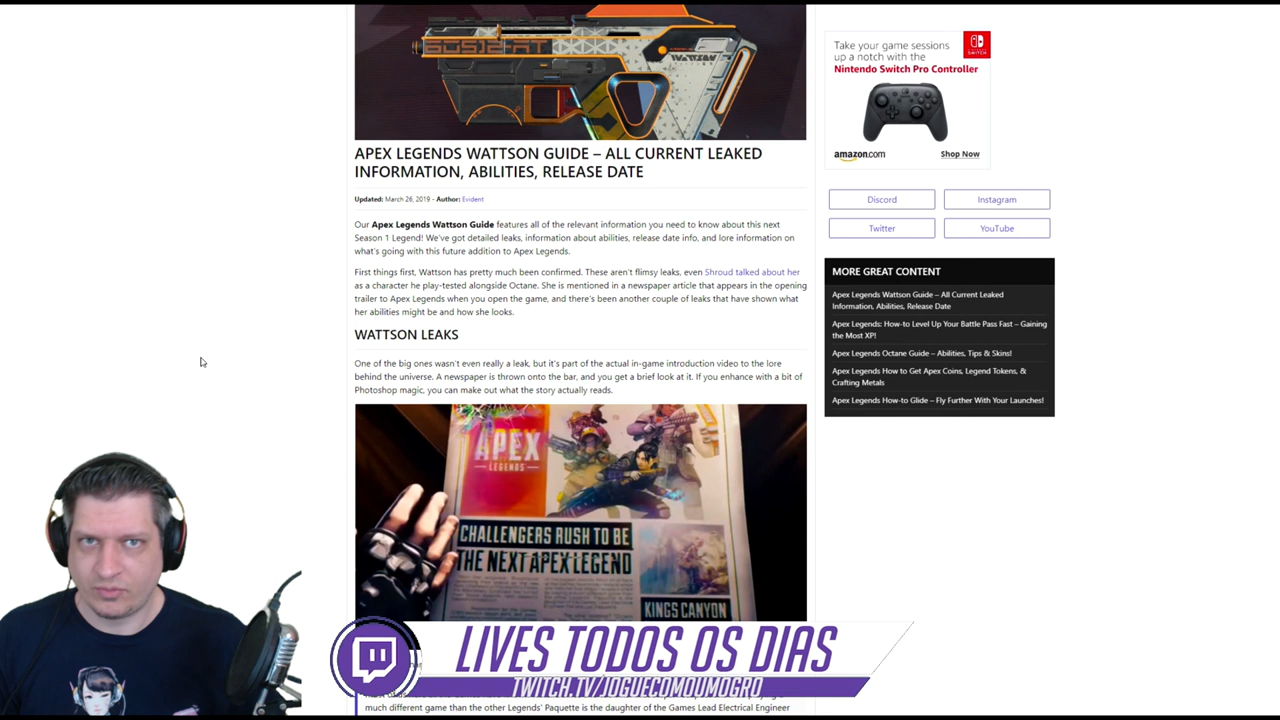 WATTSON
APEX LEGENDS WATTSON GUIDE – ALL CURRENT LEAKED
INFORMATION, ABILITIES, RELEASE DATE
Updated: March 26, 2019 - Author: Evident
Our Apex Legends Wattson Guide features all of the relevant information you need to know about this next
Season 1 Legend! We've got detailed leaks, information about abilities, release date info, and lore information on
what's going with this future addition to Apex Legends.
First things first, Wattson has pretty much been confirmed. These aren't flimsy leaks, even Shroud talked about her
as a character he play-tested alongside Octane. She is mentioned in a newspaper article that appears in the opening
trailer to Apex Legends when you open the game, and there's been another couple of leaks that have shown what
her abilities might be and how she looks.
WATTSON LEAKS
One of the big ones wasn't even really a leak, but it's part of the actual in-game introduction video to the lore
behind the universe. A newspaper is thrown onto the bar, and you get a brief look at it. If you enhance with a bit of
Photoshop magic, you can make out what the story actually reads.
APEX
LEGENDS
CHALLENGERS RUSH TO BE
THE NEXT APEX LEGEND
KINGS CANYON
much different game than the other Legends' Paquette is the daughter of the Games Lead Electrical Engineer
Take your game sessions
up a notch with the
Nintendo Switch Pro Controller
SWITCH
amazon.com
Shop Now
Discord
Instagram
Twitter
YouTube
MORE GREAT CONTENT
Apex Legends Wattson Guide – All Current Leaked
Information, Abilities, Release Date
Apex Legends: How-to Level Up Your Battle Pass Fast – Gaining
the Most XP!
Apex Legends Octane Guide – Abilities, Tips & Skins!
Apex Legends How to Get Apex Coins, Legend Tokens, &
Crafting Metals
Apex Legends How-to Glide – Fly Further With Your Launches!
LIVES TODOS OS DIAS
TWITCH.TV/JOGUECOMOUMOGRO